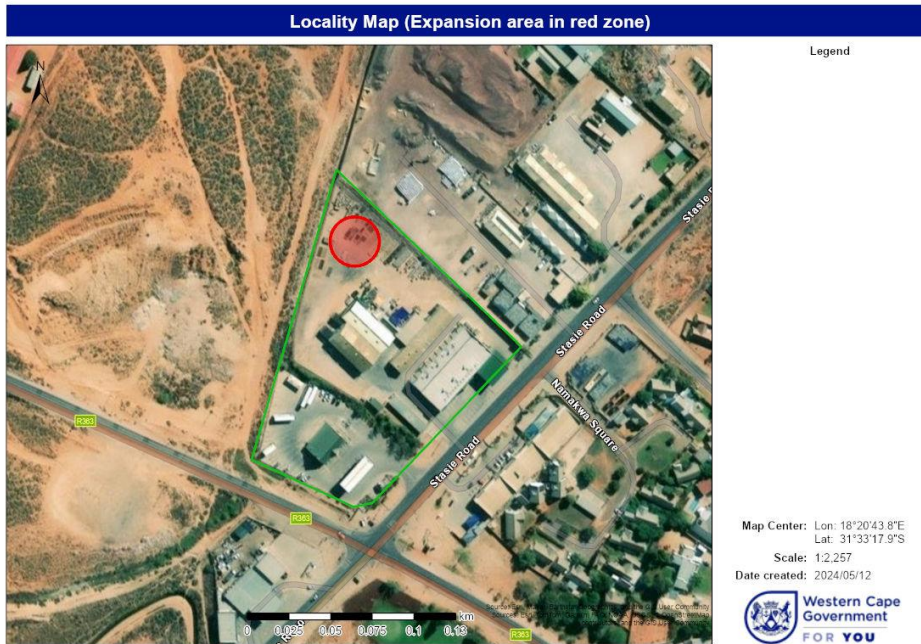 Locality Map (Expansion area in red zone)
Legend
N
Stasie
Stasie Road
Namakwa Square
Stasie Road
R363
R363
R363
km
0 0.025 0.05 0.075 0.1 0.13
Map Center: Lon: 18°20'43.8"E
Lat: 31°33'17.9"S
Scale: 1:2,257
Date created: 2024/05/12
Western Cape
Government
FOR YOU